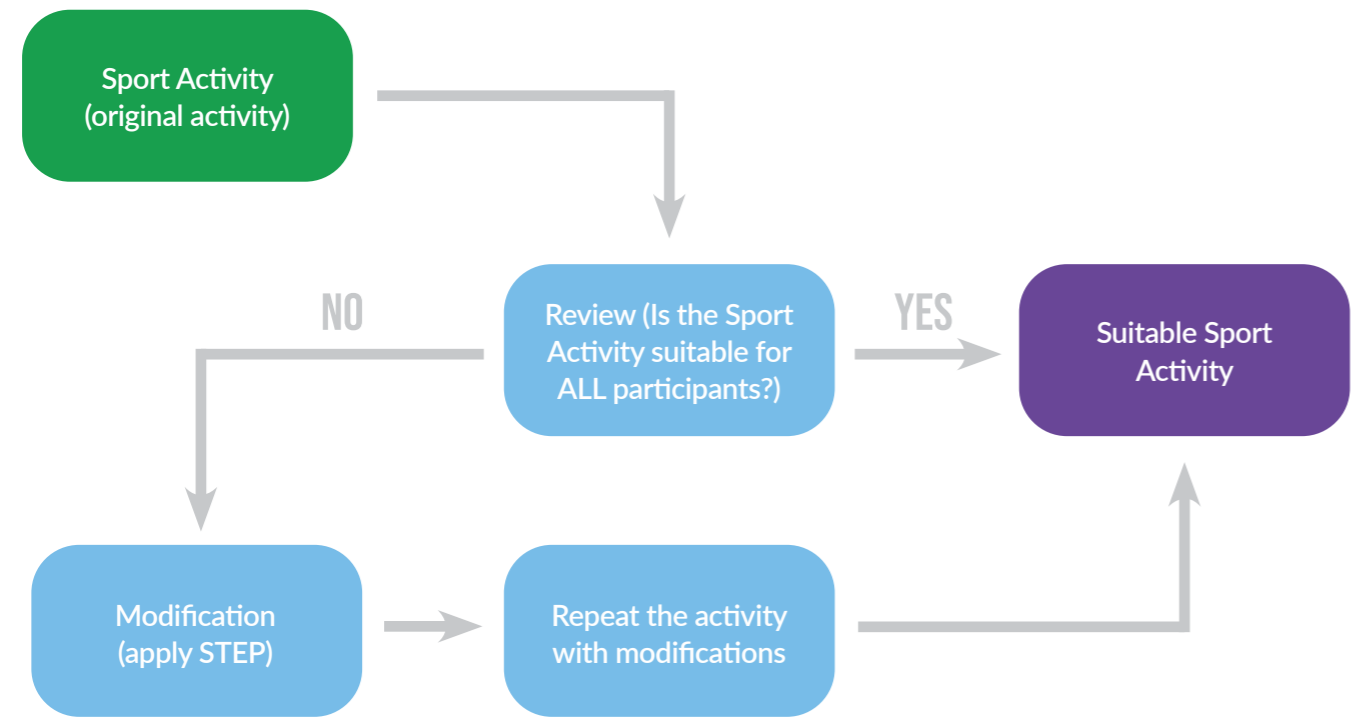 Sport Activity
(original activity)
NO
Review (Is the Sport
Activity suitable for
ALL participants?)
YES
Suitable Sport
Activity
Modification
(apply STEP)
Repeat the activity
with modifications